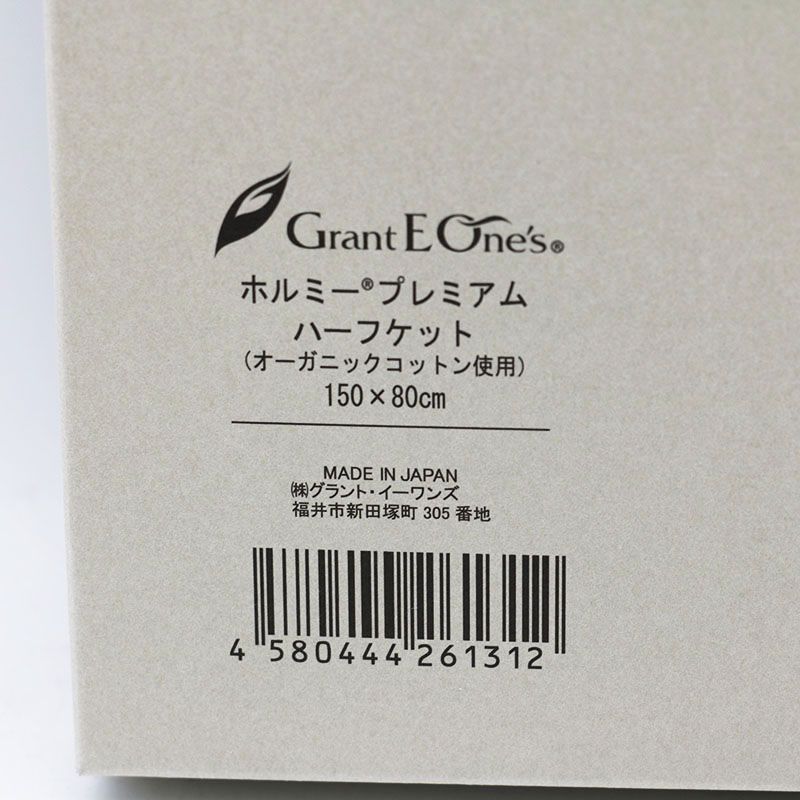 Grant E One's®
ホルミー®プレミアム
ハーフケット
(オーガニックコットン使用)
150×80cm
MADE IN JAPAN
㈱グラント・イーワンズ
福井市新田塚町 305 番地
4 580444 261312